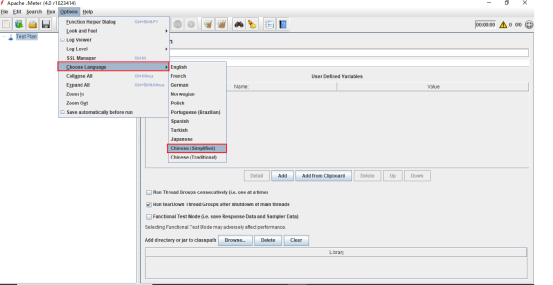 Apache JMeter (4.0 r1823414)
File Edit Search Run Options Help
00:00:00 0 0/0
Function Helper Dialog Ctrl+Shift+F1
Look and Feel
Log Viewer
Log Level
SSL Manager Ctrl+M
Choose Language
Collapse All Ctrl+Minus
Expand All Ctrl+Shift+Minus
Zoom In
Zoom Out
Save automatically before run
Test Plan
English
French
German
Norwegian
Polish
Portuguese (Brazilian)
Spanish
Turkish
Japanese
Chinese (Simplified)
Chinese (Traditional)
User Defined Variables
Name: Value
Detail Add Add from Clipboard Delete Up Down
Run Thread Groups consecutively (i.e. one at a time)
Run tearDown Thread Groups after shutdown of main threads
Functional Test Mode (i.e. save Response Data and Sampler Data)
Selecting Functional Test Mode may adversely affect performance.
Add directory or jar to classpath Browse... Delete Clear
Library